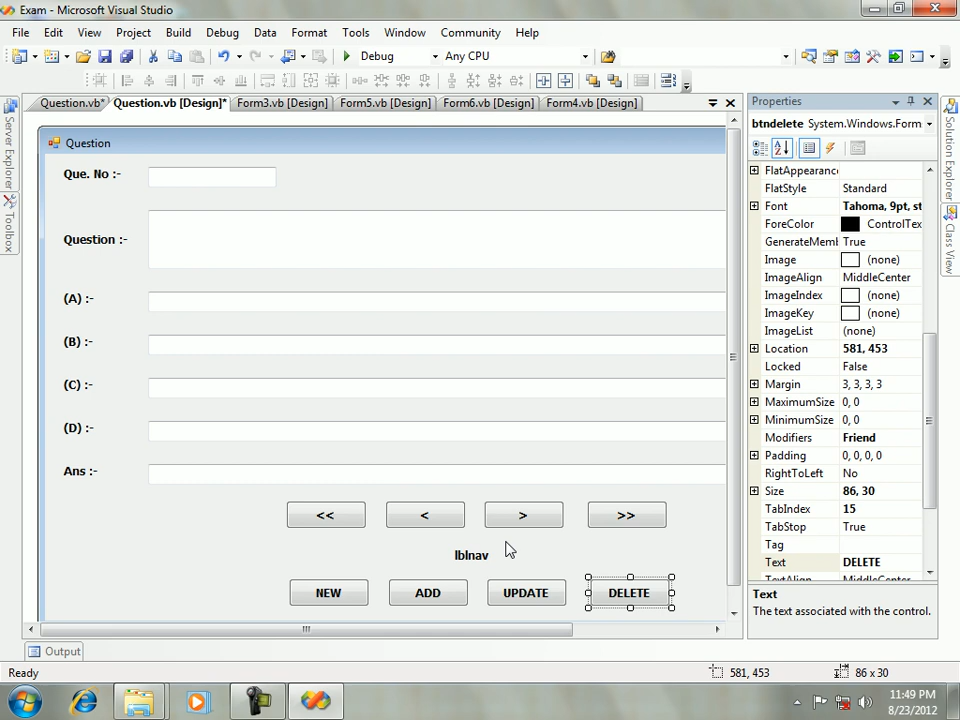 Exam - Microsoft Visual Studio
File Edit View Project Build Debug Data Format Tools Window Community Help
Debug Any CPU
Question.vb* Question.vb [Design]* Form3.vb [Design] Form5.vb [Design] Form6.vb [Design] Form4.vb [Design]
Server Explorer
Toolbox
Question
Que. No :-
Question :-
(A) :-
(B) :-
(C) :-
(D) :-
Ans :-
<< < > >>
lblnav
NEW ADD UPDATE DELETE
Properties
btndelete System.Windows.Form
FlatAppearance
FlatStyle Standard
Font Tahoma, 9pt, st
ForeColor ControlTex
GenerateMemb True
Image (none)
ImageAlign MiddleCenter
ImageIndex (none)
ImageKey (none)
ImageList (none)
Location 581, 453
Locked False
Margin 3, 3, 3, 3
MaximumSize 0, 0
MinimumSize 0, 0
Modifiers Friend
Padding 0, 0, 0, 0
RightToLeft No
Size 86, 30
TabIndex 15
TabStop True
Tag
Text DELETE
TextAlign MiddleCenter
Text
The text associated with the control.
Solution Explorer
Class View
Output
Ready 581, 453 86 x 30
11:49 PM
8/23/2012